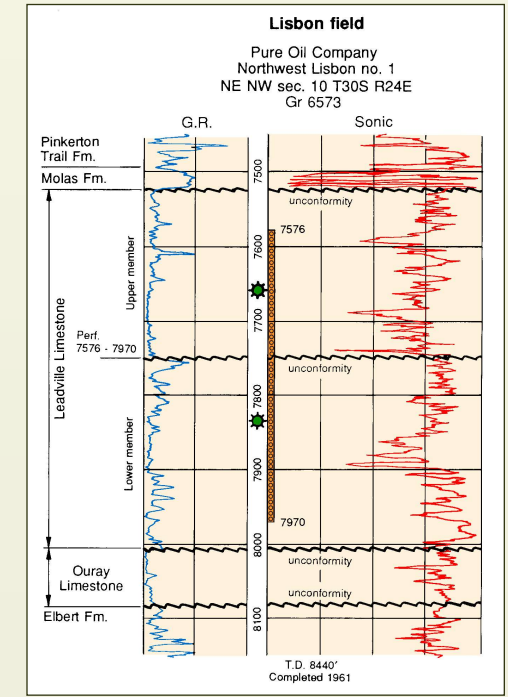 Lisbon field
Pure Oil Company
Northwest Lisbon no. 1
NE NW sec. 10 T30S R24E
Gr 6573
G.R.
Sonic
Pinkerton
Trail Fm.
Molas Fm.
7500
unconformity
7576
7600
Upper member
7700
Leadville Limestone
Perf.
7576 - 7970
unconformity
7800
Lower member
7900
7970
8000
unconformity
Ouray
Limestone
unconformity
Elbert Fm.
8100
T.D. 8440'
Completed 1961